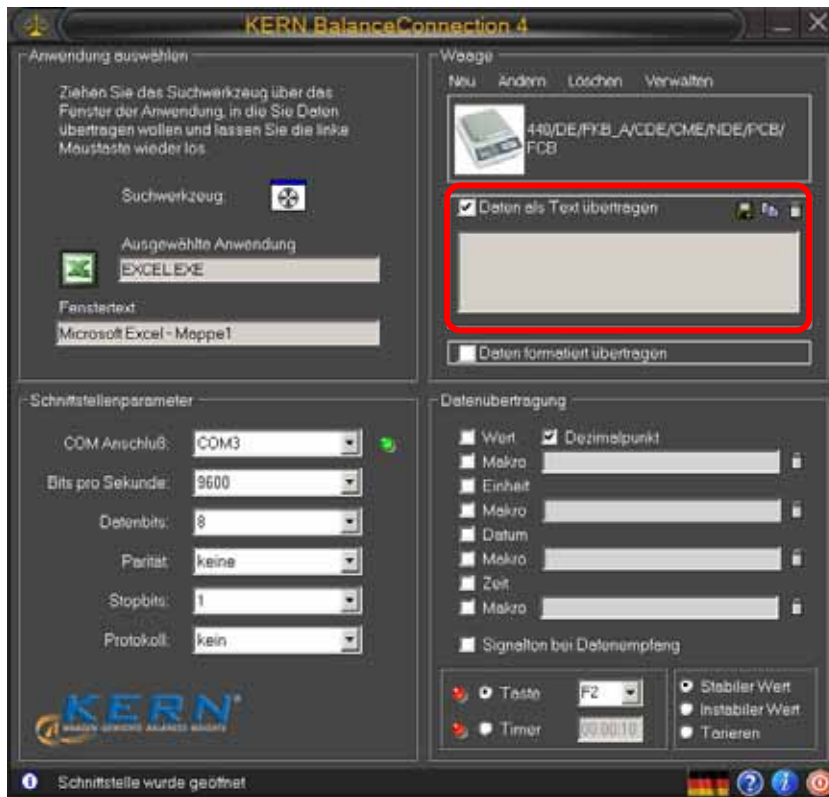 KERN BalanceConnection 4
Anwendung auswählen
Ziehen Sie das Suchwerkzeug über das
Fenster der Anwendung, in die Sie Daten
übertragen wollen und lassen Sie die linke
Maustaste wieder los.
Suchwerkzeug:
Ausgewählte Anwendung
EXCEL.EXE
Fenstertext
Microsoft Excel - Mappe1
Waage
Neu Ändern Löschen Verwalten
440/DE/FKB_A/CDE/CME/NDE/PCB/
FCB
Daten als Text übertragen
Daten formatiert übertragen
Schnittstellenparameter
COM Anschluß: COM3
Bits pro Sekunde: 9600
Datenbits: 8
Parität: keine
Stopbits: 1
Protokoll: kein
KERN
WAAGEN GEWICHTE BALANCES WEIGHTS
Datenübertragung
Wert Dezimalpunkt
Makro
Einheit
Makro
Datum
Makro
Zeit
Makro
Signalton bei Datenempfang
Taste F2
Timer 00:00:10
Stabiler Wert
Instabiler Wert
Tarieren
Schnittstelle wurde geöffnet